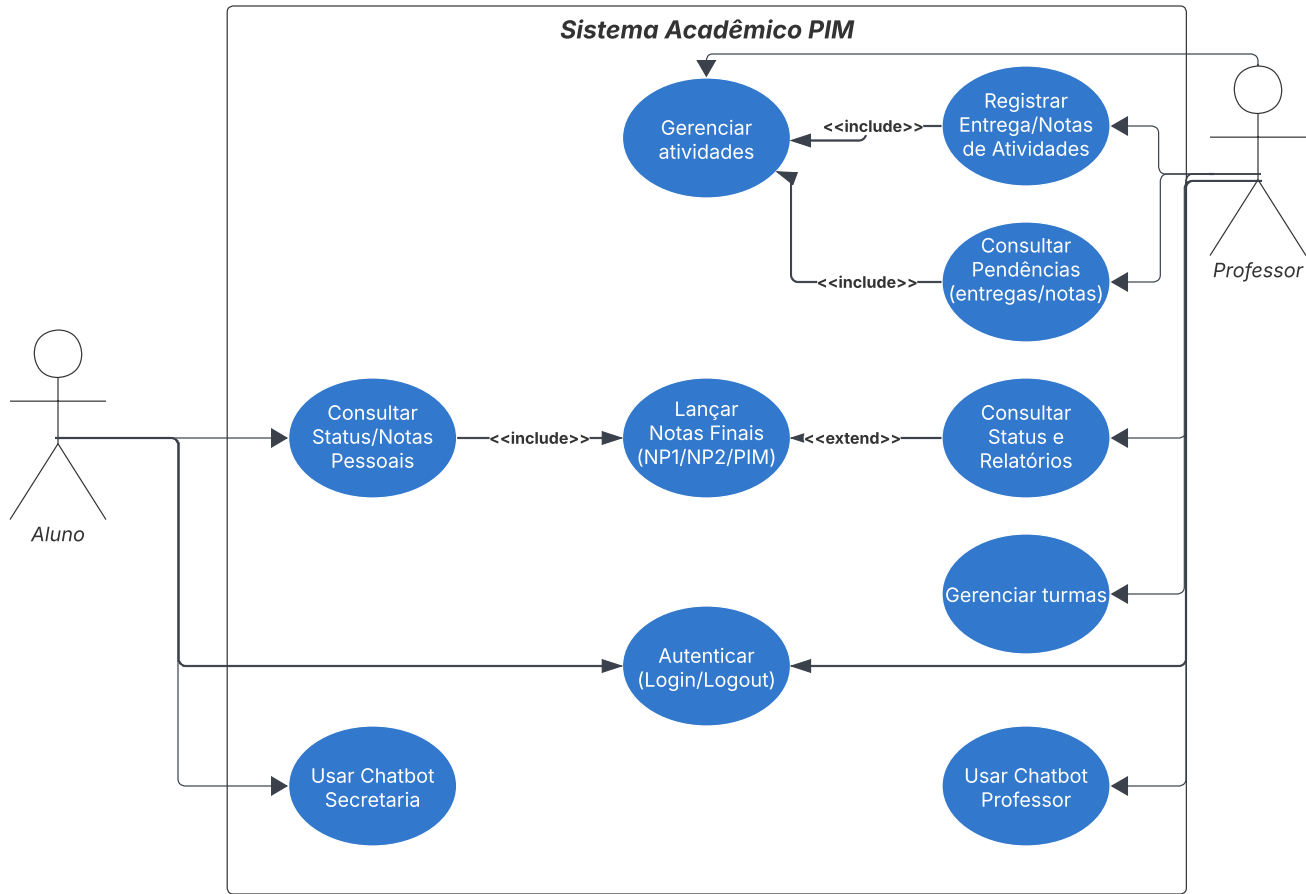 Sistema Acadêmico PIM
Gerenciar
atividades
<<include>>
Registrar
Entrega/Notas
de Atividades
Professor
<<include>>
Consultar
Pendências
(entregas/notas)
Aluno
Consultar
Status/Notas
Pessoais
<<include>>
Lançar
Notas Finais
(NP1/NP2/PIM)
<<extend>>
Consultar
Status e
Relatórios
Gerenciar turmas
Autenticar
(Login/Logout)
Usar Chatbot
Secretaria
Usar Chatbot
Professor